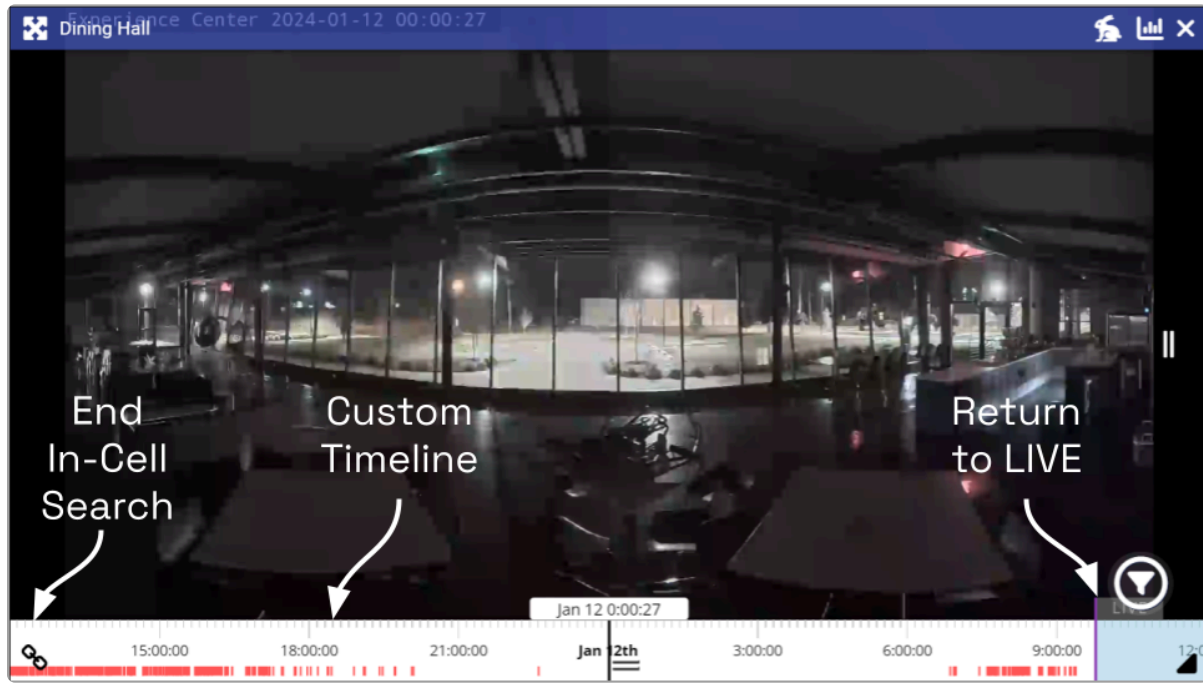 Experience Center 2024-01-12 00:00:27
Dining Hall
End
In-Cell
Search
Custom
Timeline
Return
to LIVE
LIVE
Jan 12 0:00:27
15:00:00 18:00:00 21:00:00 Jan 12th 3:00:00 6:00:00 9:00:00